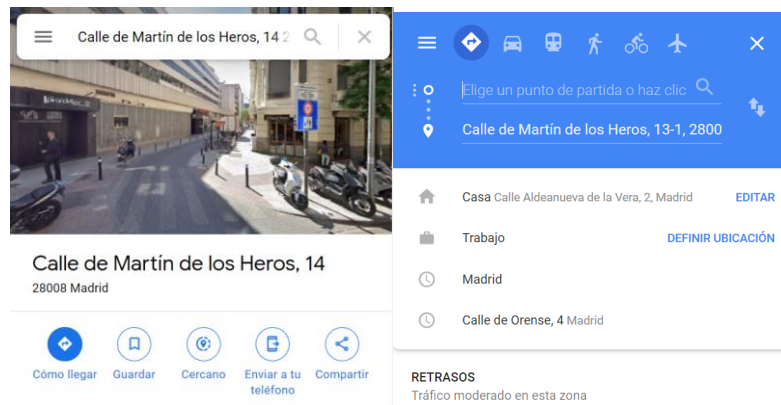 Calle de Martín de los Heros, 14 2
Calle de Martín de los Heros, 14
28008 Madrid
Cómo llegar
Guardar
Cercano
Enviar a tu
teléfono
Compartir
Elige un punto de partida o haz clic
Calle de Martín de los Heros, 13-1, 2800
Casa Calle Aldeanueva de la Vera, 2, Madrid
EDITAR
Trabajo
DEFINIR UBICACIÓN
Madrid
Calle de Orense, 4 Madrid
RETRASOS
Tráfico moderado en esta zona